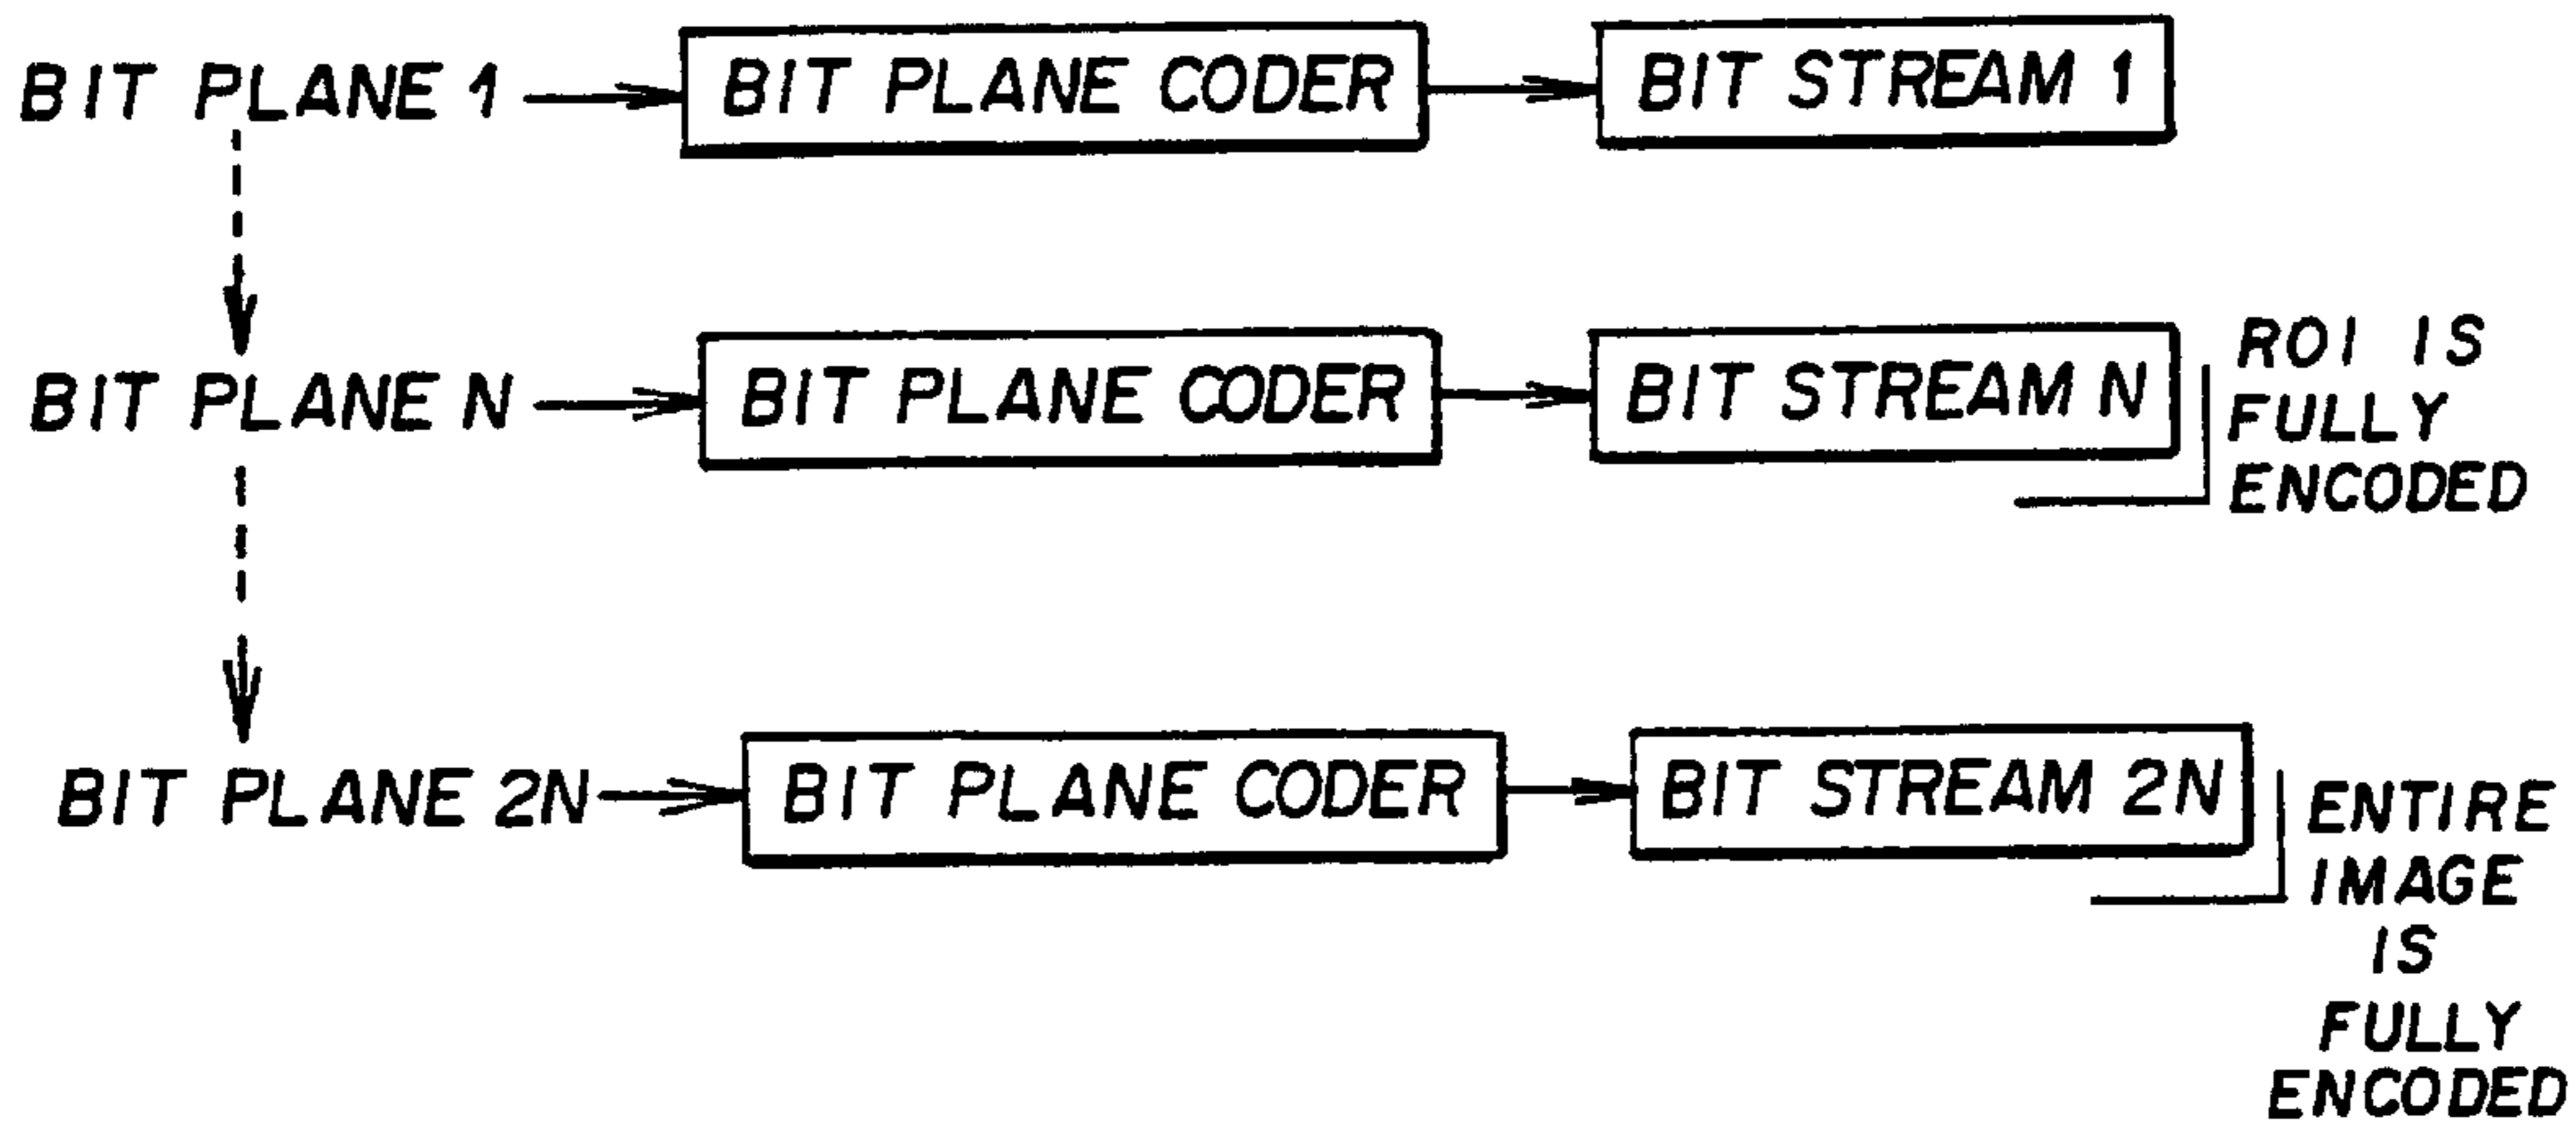 BIT PLANE 1
BIT PLANE CODER
BIT STREAM 1
BIT PLANE N
BIT PLANE CODER
BIT STREAM N
ROI IS
FULLY
ENCODED
BIT PLANE 2N
BIT PLANE CODER
BIT STREAM 2N
ENTIRE
IMAGE
IS
FULLY
ENCODED